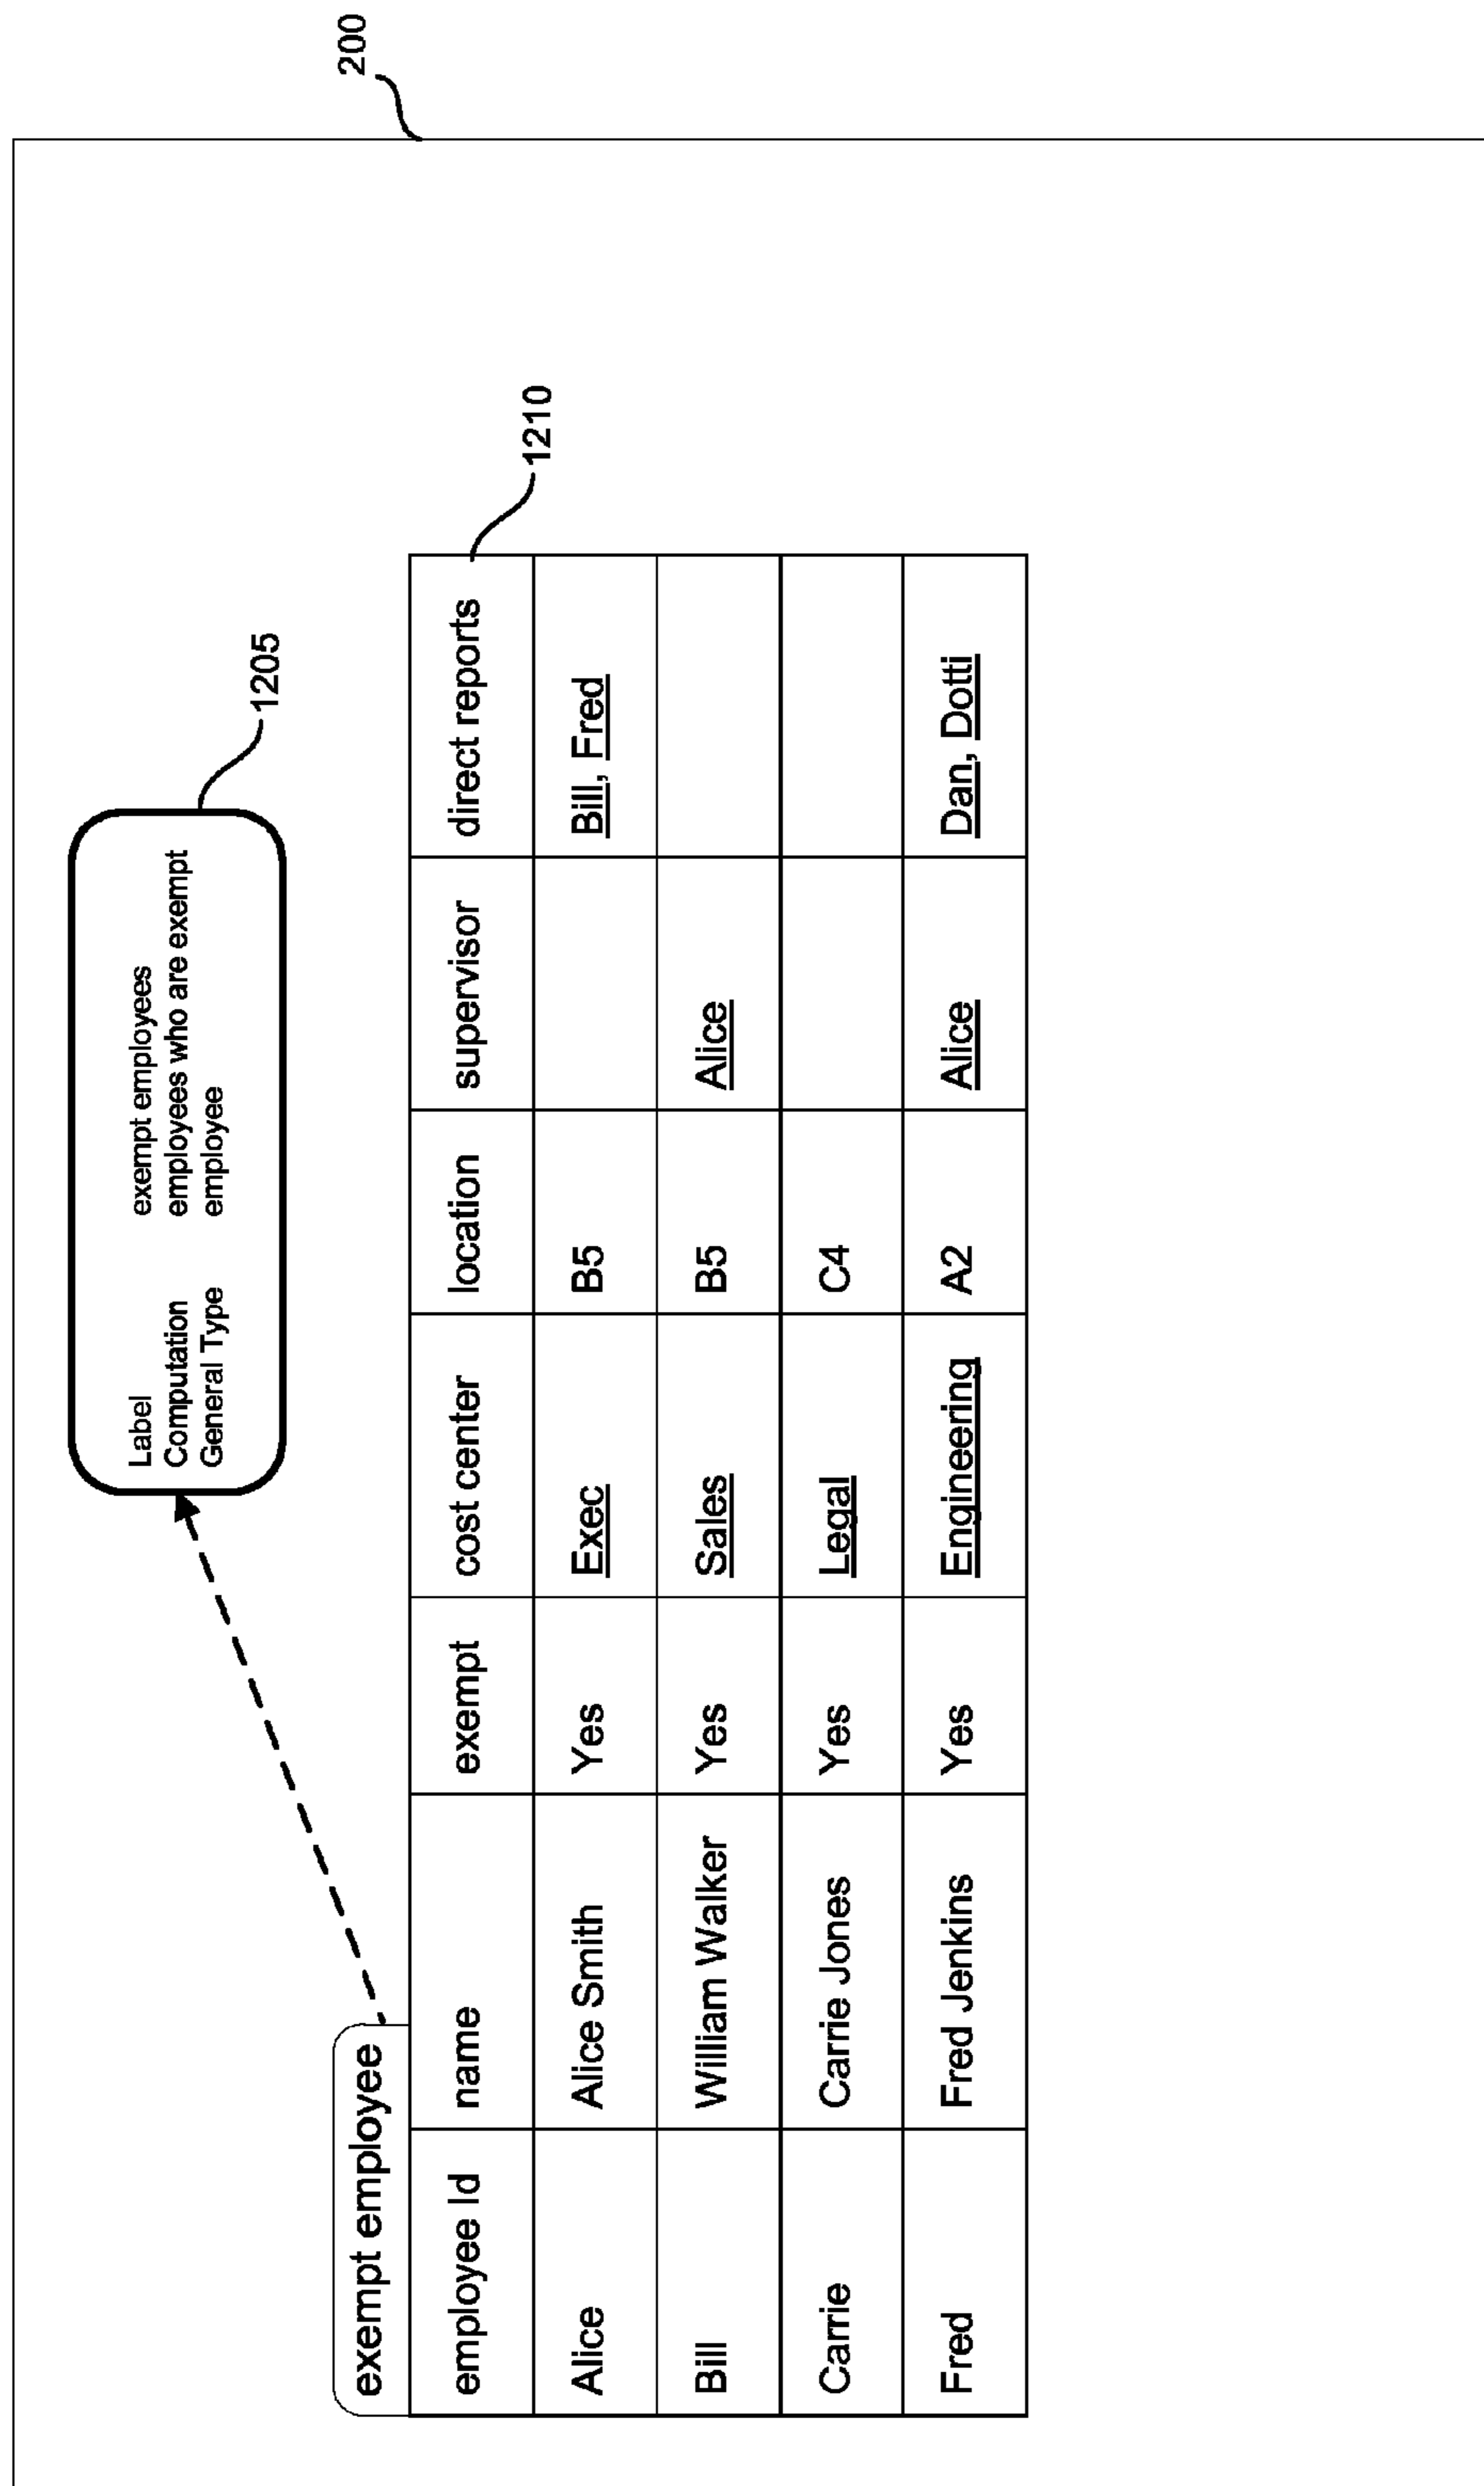 200
Label exempt employees
Computation employees who are exempt
General Type employee
1205
exempt employee
1210
employee Id name exempt cost center location supervisor direct reports
Alice Alice Smith Yes Exec B5 Bill, Fred
Bill William Walker Yes Sales B5 Alice
Carrie Carrie Jones Yes Legal C4
Fred Fred Jenkins Yes Engineering A2 Alice Dan, Dotti